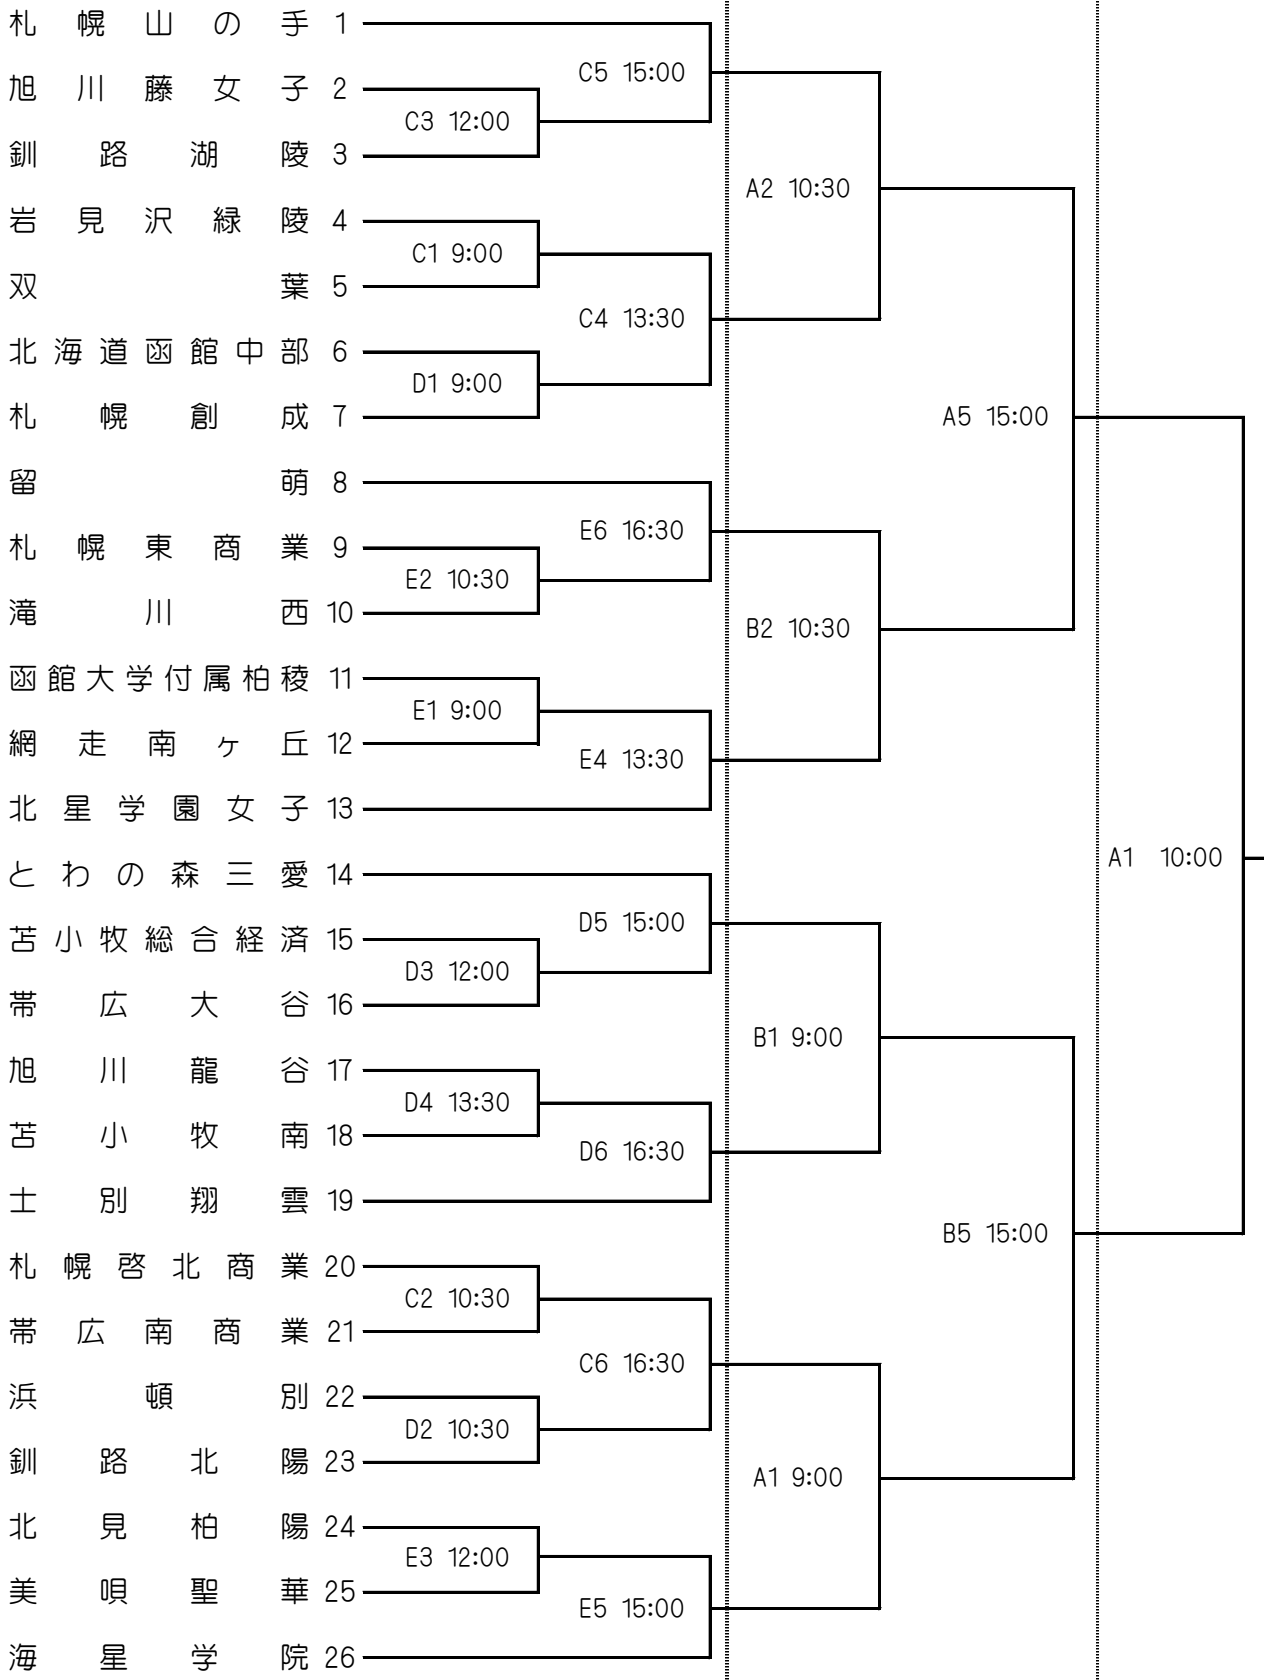 札幌山の手 1
C5 15:00
旭川藤女子 2
C3 12:00
釧路湖陵 3
A2 10:30
岩見沢緑陵 4
C1 9:00
双葉 5
C4 13:30
北海道函館中部 6
D1 9:00
札幌創成 7
A5 15:00
留萌 8
E6 16:30
札幌東商業 9
E2 10:30
滝川西 10
B2 10:30
函館大学付属柏稜 11
E1 9:00
網走南ヶ丘 12
E4 13:30
北星学園女子 13
A1 10:00
とわの森三愛 14
D5 15:00
苫小牧総合経済 15
D3 12:00
帯広大谷 16
B1 9:00
旭川龍谷 17
D4 13:30
苫小牧南 18
D6 16:30
士別翔雲 19
B5 15:00
札幌啓北商業 20
C2 10:30
帯広南商業 21
C6 16:30
浜頓別 22
D2 10:30
釧路北陽 23
A1 9:00
北見柏陽 24
E3 12:00
美唄聖華 25
E5 15:00
海星学院 26